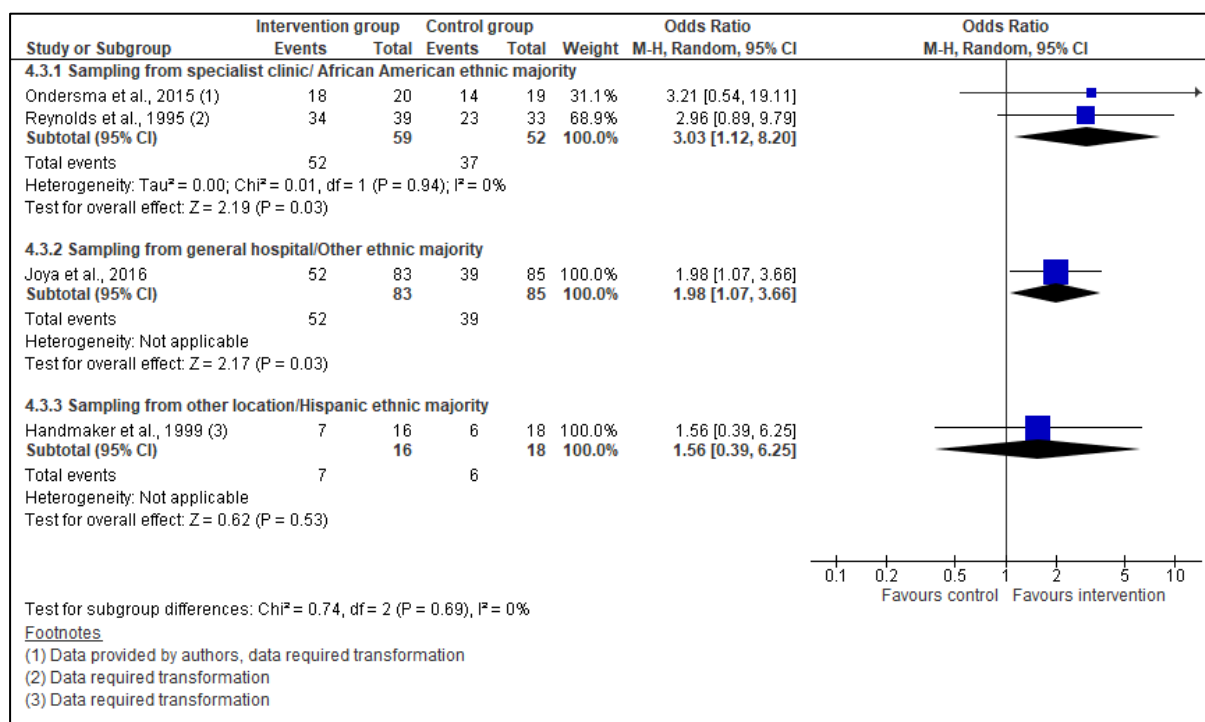 Intervention group Control group Odds Ratio Odds Ratio
Study or Subgroup Events Total Events Total Weight M-H, Random, 95% CI M-H, Random, 95% CI
4.3.1 Sampling from specialist clinic/ African American ethnic majority
Ondersma et al., 2015 (1) 18 20 14 19 31.1% 3.21 [0.54, 19.11]
Reynolds et al., 1995 (2) 34 39 23 33 68.9% 2.96 [0.89, 9.79]
Subtotal (95% CI) 59 52 100.0% 3.03 [1.12, 8.20]
Total events 52 37
Heterogeneity: Tau² = 0.00; Chi² = 0.01, df = 1 (P = 0.94); I² = 0%
Test for overall effect: Z = 2.19 (P = 0.03)
4.3.2 Sampling from general hospital/Other ethnic majority
Joya et al., 2016 52 83 39 85 100.0% 1.98 [1.07, 3.66]
Subtotal (95% CI) 83 85 100.0% 1.98 [1.07, 3.66]
Total events 52 39
Heterogeneity: Not applicable
Test for overall effect: Z = 2.17 (P = 0.03)
4.3.3 Sampling from other location/Hispanic ethnic majority
Handmaker et al., 1999 (3) 7 16 6 18 100.0% 1.56 [0.39, 6.25]
Subtotal (95% CI) 16 18 100.0% 1.56 [0.39, 6.25]
Total events 7 6
Heterogeneity: Not applicable
Test for overall effect: Z = 0.62 (P = 0.53)
0.1 0.2 0.5 1 2 5 10
Favours control Favours intervention
Test for subgroup differences: Chi² = 0.74, df = 2 (P = 0.69), I² = 0%
Footnotes
(1) Data provided by authors, data required transformation
(2) Data required transformation
(3) Data required transformation